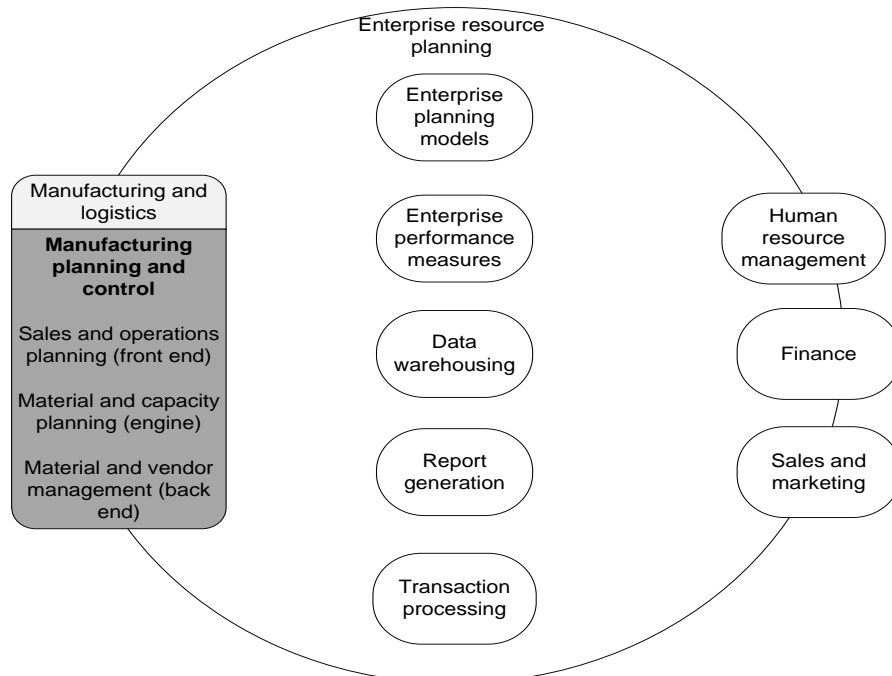 Enterprise resource
planning
Enterprise
planning
models
Manufacturing and
logistics
Manufacturing
planning and
control
Sales and operations
planning (front end)
Material and capacity
planning (engine)
Material and vendor
management (back
end)
Enterprise
performance
measures
Data
warehousing
Report
generation
Transaction
processing
Human
resource
management
Finance
Sales and
marketing